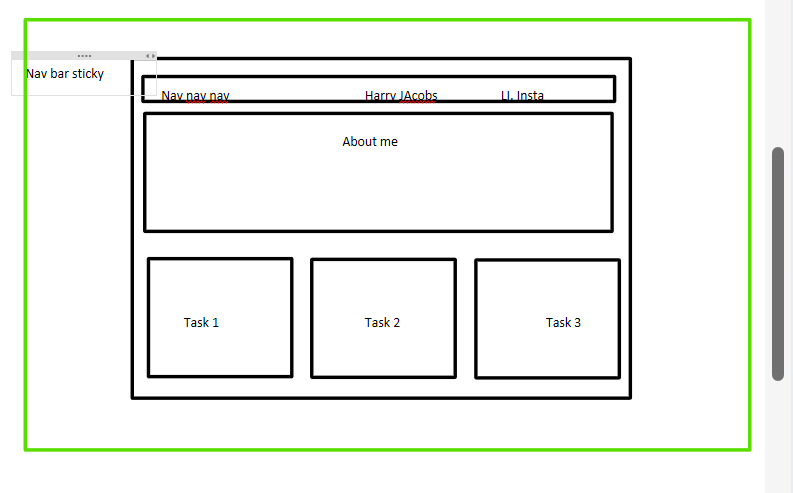 Nav bar sticky
Nav nav nav Harry JAcobs LI. Insta
About me
Task 1 Task 2 Task 3